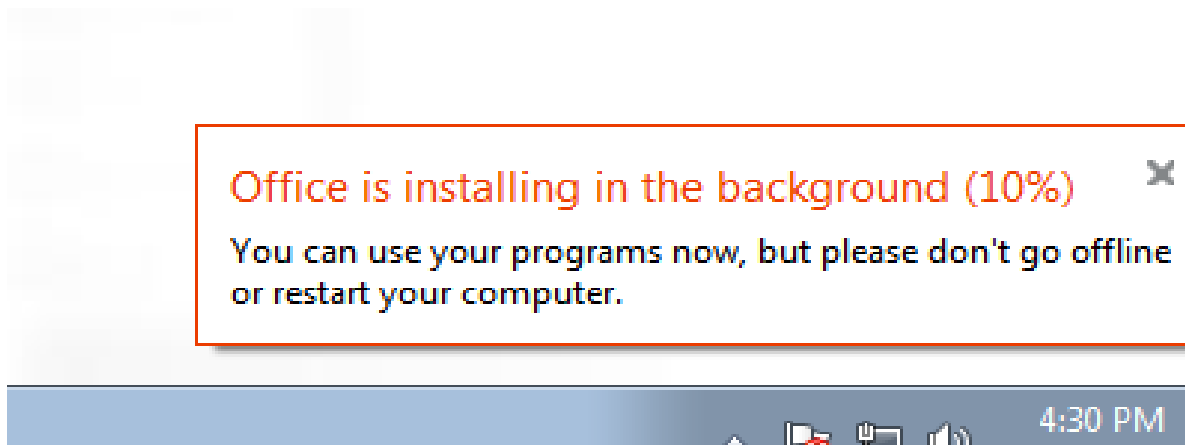 Office is installing in the background (10%)
You can use your programs now, but please don't go offline
or restart your computer.
4:30 PM